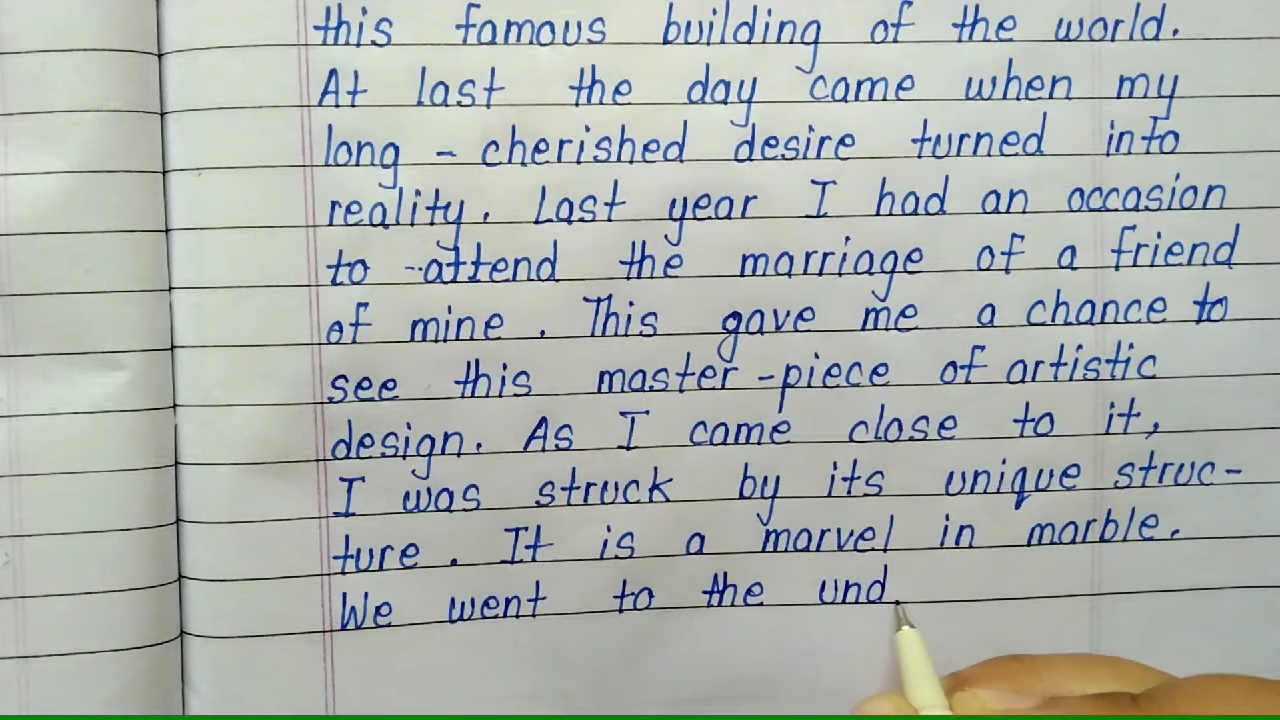 this famous building of the world.
At last the day came when my
long - cherished desire turned into
reality. Last year I had an occasion
to attend the marriage of a friend
of mine. This gave me a chance to
see this master-piece of artistic
design. As I came close to it,
I was struck by its unique struc-
ture. It is a marvel in marble.
We went to the und